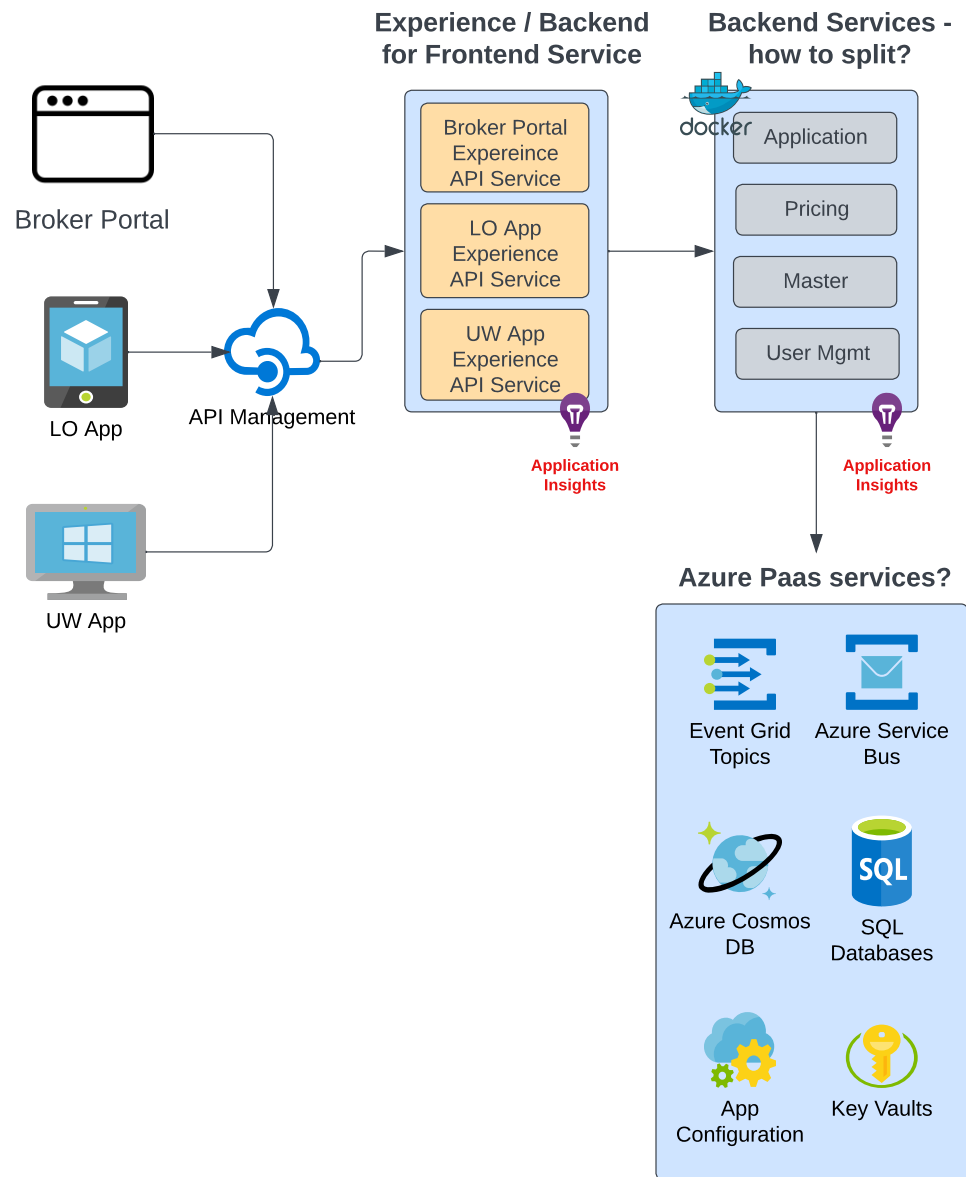 Experience / Backend
for Frontend Service
Backend Services -
how to split?
Broker Portal
LO App
UW App
API Management
Broker Portal
Expereince
API Service
LO App
Experience
API Service
UW App
Experience
API Service
Application
Insights
docker
Application
Pricing
Master
User Mgmt
Application
Insights
Azure Paas services?
Event Grid
Topics
Azure Service
Bus
Azure Cosmos
DB
SQL
SQL
Databases
App
Configuration
Key Vaults